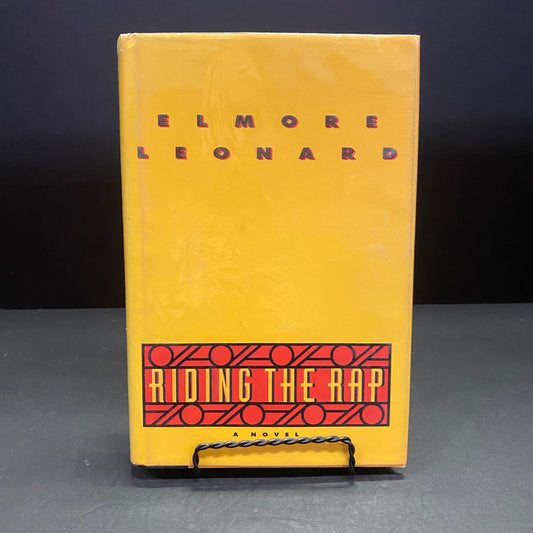 ELMORE
LEONARD
RIDING THE RAP
A NOVEL